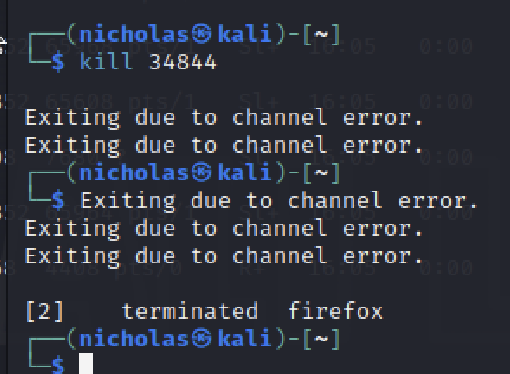 ┌──(nicholas㉿kali)-[~]
└─$ kill 34844
Exiting due to channel error.
Exiting due to channel error.
┌──(nicholas㉿kali)-[~]
└─$ Exiting due to channel error.
Exiting due to channel error.
Exiting due to channel error.
[2]    terminated  firefox
┌──(nicholas㉿kali)-[~]
└─$